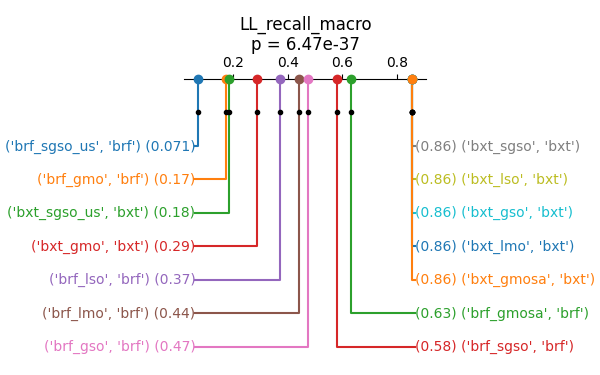 LL_recall_macro
p = 6.47e-37
0.2 0.4 0.6 0.8
('brf_sgso_us', 'brf') (0.071) (0.86) ('bxt_sgso', 'bxt')
('brf_gmo', 'brf') (0.17) (0.86) ('bxt_lso', 'bxt')
('bxt_sgso_us', 'bxt') (0.18) (0.86) ('bxt_gso', 'bxt')
('bxt_gmo', 'bxt') (0.29) (0.86) ('bxt_lmo', 'bxt')
('brf_lso', 'brf') (0.37) (0.86) ('bxt_gmosa', 'bxt')
('brf_lmo', 'brf') (0.44) (0.63) ('brf_gmosa', 'brf')
('brf_gso', 'brf') (0.47) (0.58) ('brf_sgso', 'brf')